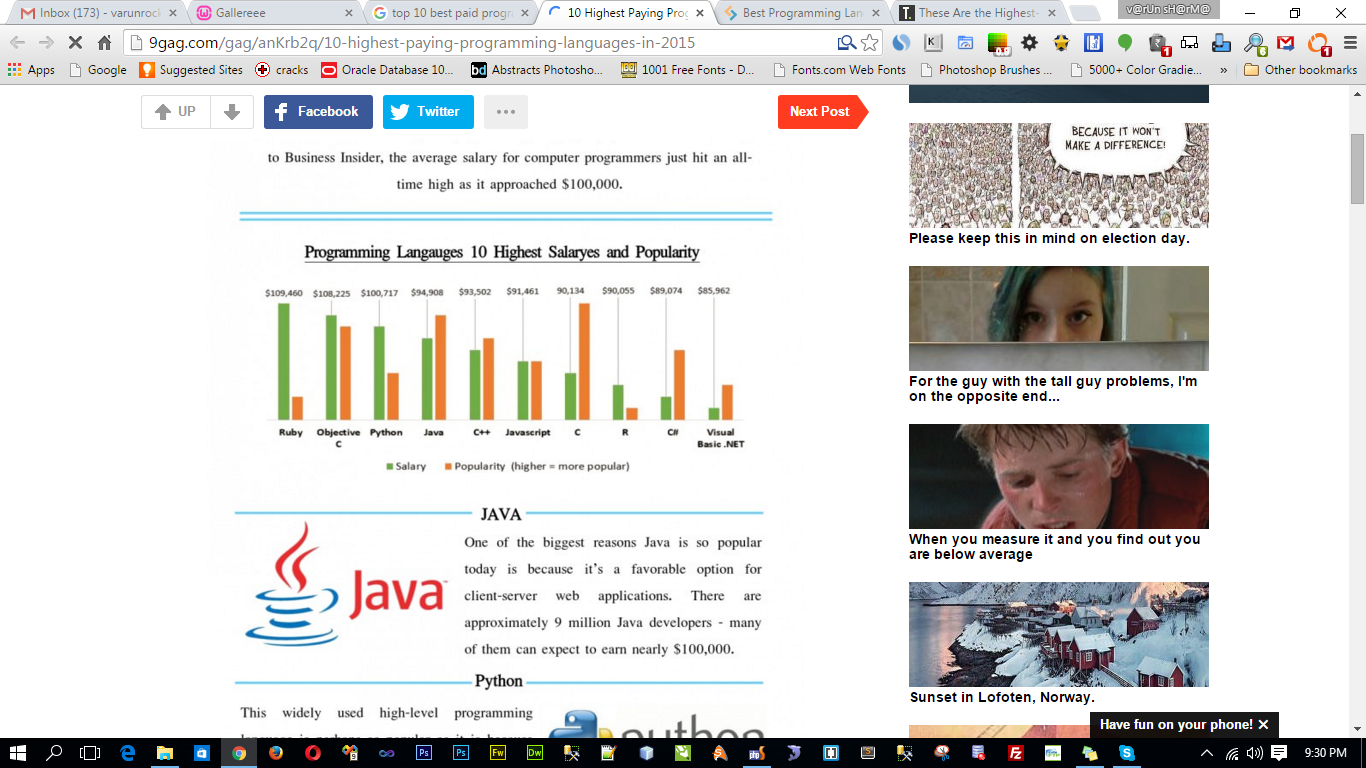 Inbox (173) - varunrock
Gallereee
top 10 best paid progra
10 Highest Paying Prog
Best Programming Lan
These Are the Highest-
v@rUn sH@rM@
9gag.com/gag/anKrb2q/10-highest-paying-programming-languages-in-2015
Apps
Google
Suggested Sites
cracks
Oracle Database 10...
Abstracts Photosho...
1001 Free Fonts - D...
Fonts.com Web Fonts
Photoshop Brushes ...
5000+ Color Gradie...
»
Other bookmarks
UP
Facebook
Twitter
Next Post
to Business Insider, the average salary for computer programmers just hit an all-
time high as it approached $100,000.
Programming Langauges 10 Highest Salaryes and Popularity
$109,460 $108,225 $100,717 $94,908 $93,502 $91,461 90,134 $90,055 $89,074 $85,962
Ruby Objective Python Java C++ Javascript C R C# Visual
C Basic .NET
Salary Popularity (higher = more popular)
JAVA
Java
One of the biggest reasons Java is so popular
today is because it's a favorable option for
client-server web applications. There are
approximately 9 million Java developers - many
of them can expect to earn nearly $100,000.
Python
This widely used high-level programming
BECAUSE IT WON'T
MAKE A DIFFERENCE!
Please keep this in mind on election day.
For the guy with the tall guy problems, I'm
on the opposite end...
When you measure it and you find out you
are below average
Sunset in Lofoten, Norway.
Have fun on your phone!
9:30 PM